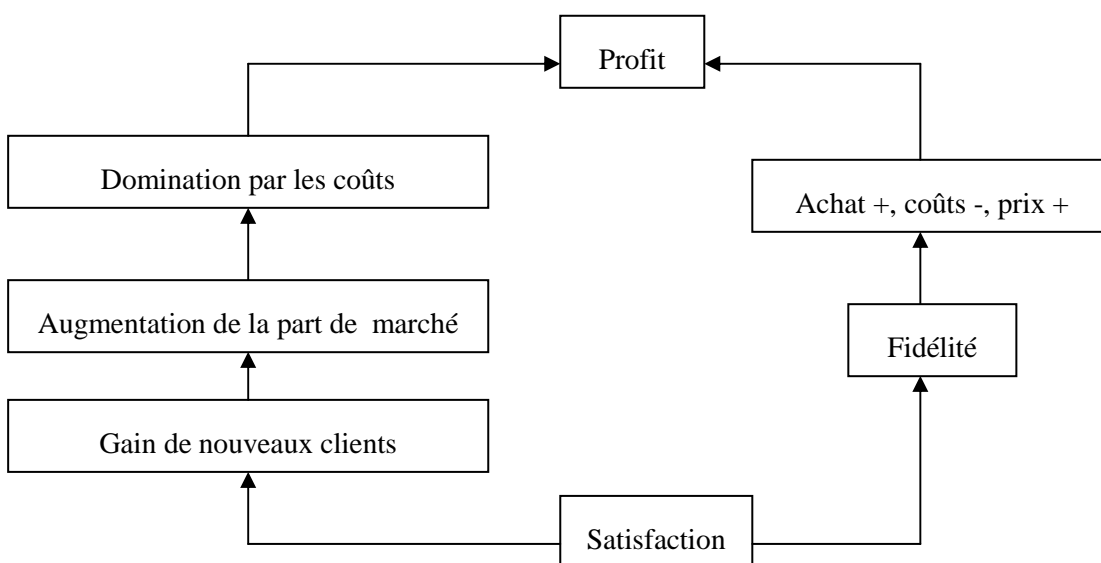 Profit
Domination par les coûts
Achat +, coûts -, prix +
Augmentation de la part de marché
Fidélité
Gain de nouveaux clients
Satisfaction